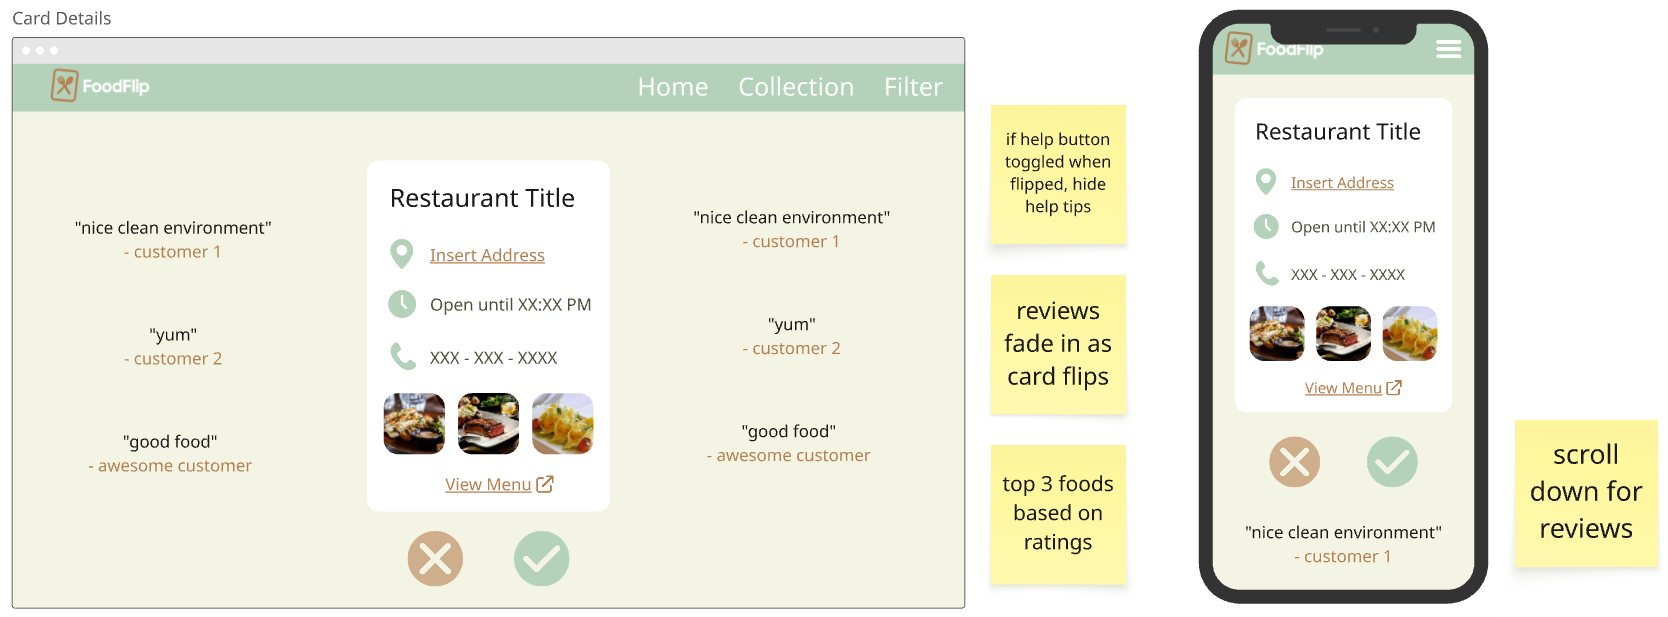 Card Details
FoodFlip
Home Collection Filter
"nice clean environment"
- customer 1
"yum"
- customer 2
"good food"
- awesome customer
Restaurant Title
Insert Address
Open until XX:XX PM
XXX - XXX - XXXX
View Menu
"nice clean environment"
- customer 1
"yum"
- customer 2
"good food"
- awesome customer
if help button
toggled when
flipped, hide
help tips
reviews
fade in as
card flips
top 3 foods
based on
ratings
FoodFlip
Restaurant Title
Insert Address
Open until XX:XX PM
XXX - XXX - XXXX
View Menu
"nice clean environment"
- customer 1
scroll
down for
reviews